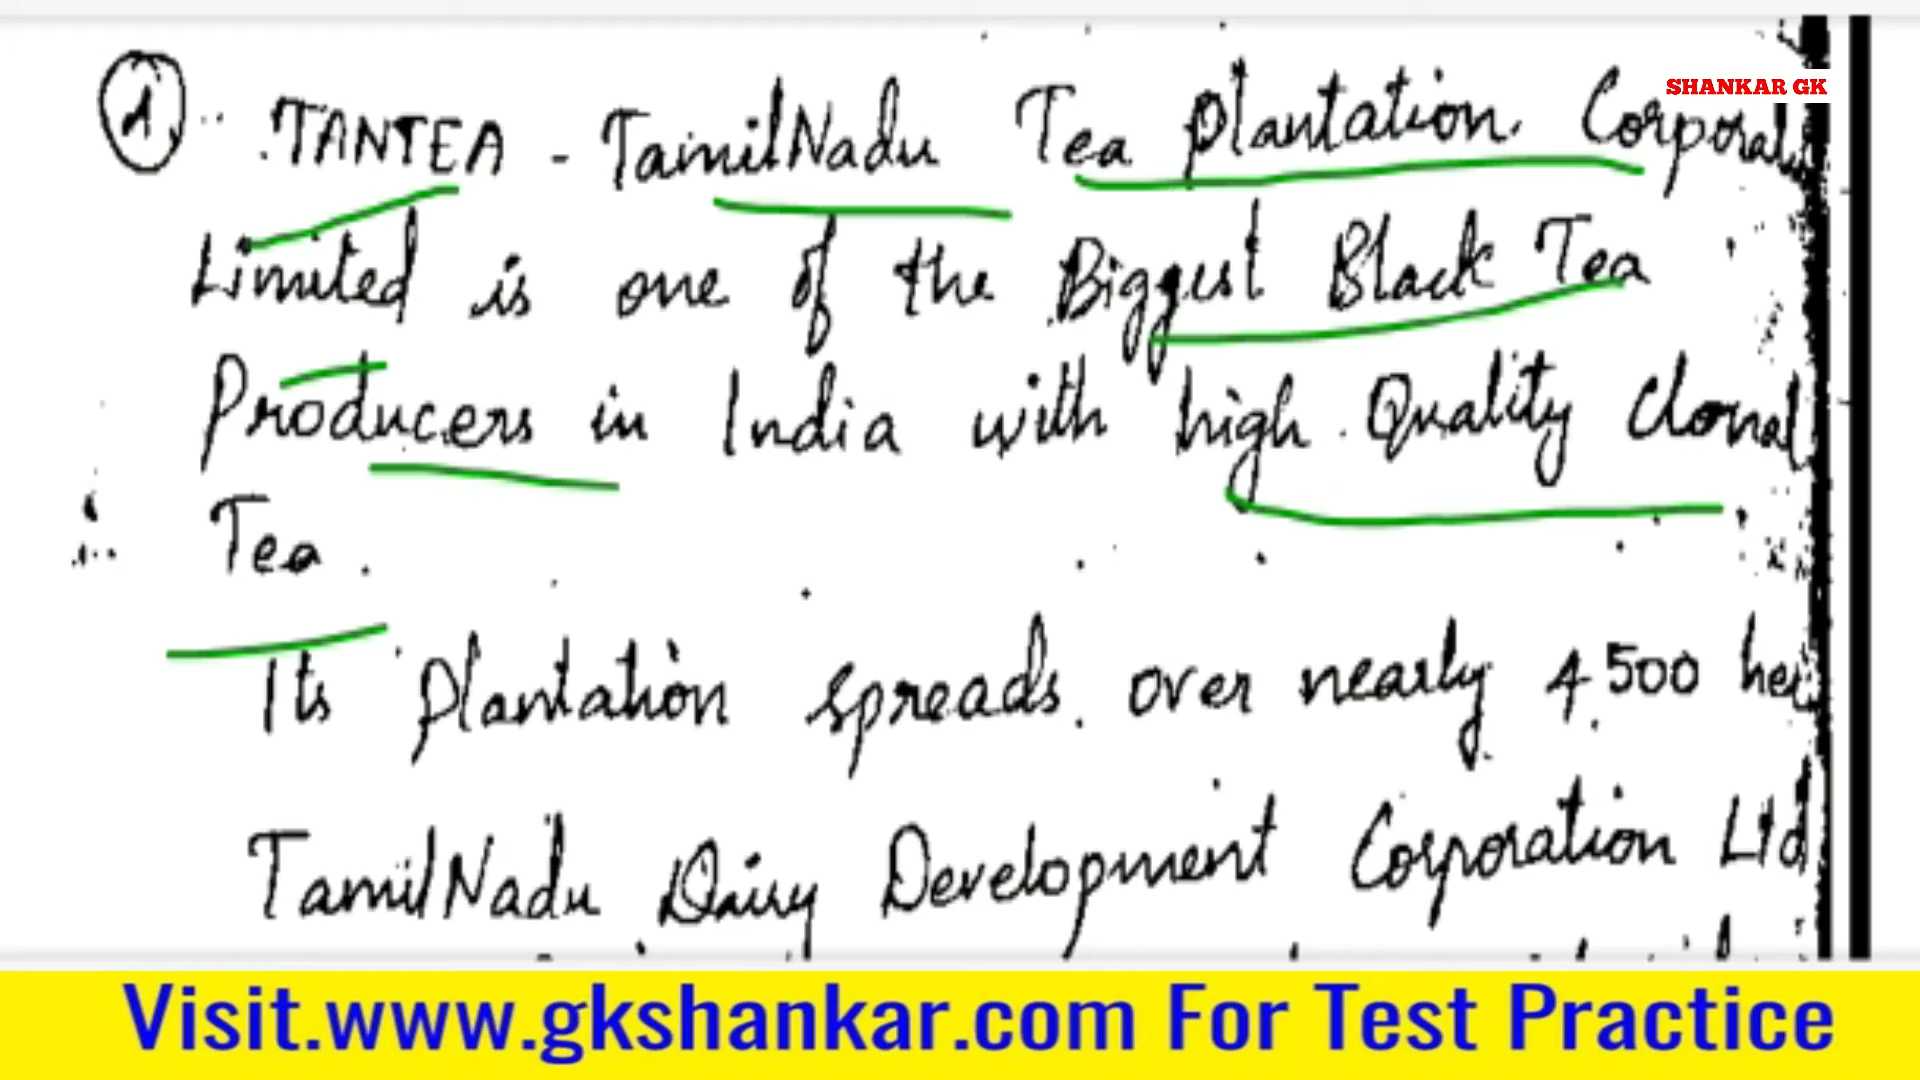 SHANKAR GK
1. TANTEA - TamilNadu Tea Plantation Corporat
Limited is one of the Biggest Black Tea
Producers in India with high Quality Clonal
Tea.
Its Plantation spreads over nearly 4500 hec
TamilNadu Dairy Development Corporation Ltd
Visit.www.gkshankar.com For Test Practice